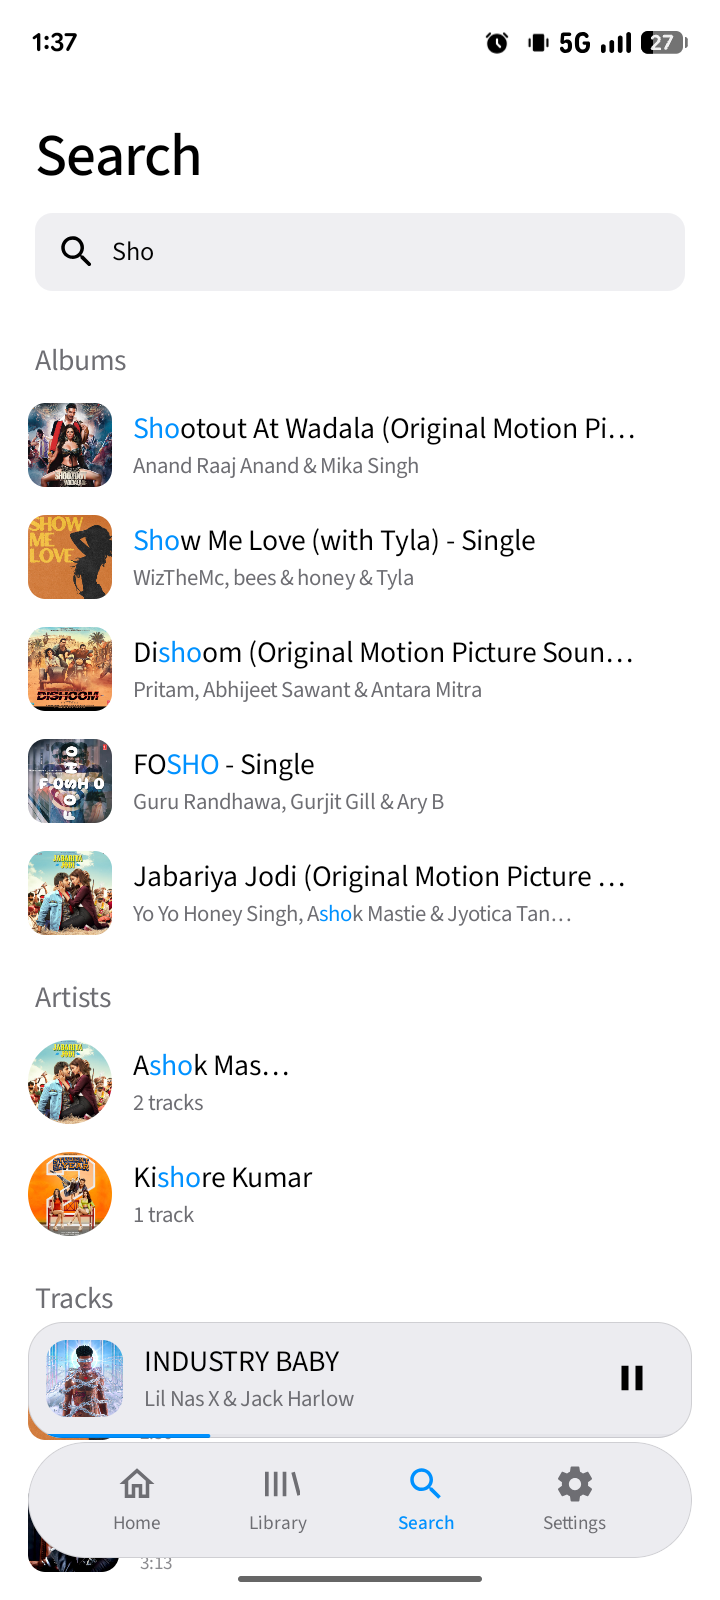 1:37
5G
27
Search
Sho
Albums
Shootout At Wadala (Original Motion Pi…
Anand Raaj Anand & Mika Singh
SHOW
ME
LOVE
Show Me Love (with Tyla) - Single
WizTheMc, bees & honey & Tyla
DISHOOM
Dishoom (Original Motion Picture Soun…
Pritam, Abhijeet Sawant & Antara Mitra
FOSHO - Single
Guru Randhawa, Gurjit Gill & Ary B
Jabariya Jodi (Original Motion Picture …
Yo Yo Honey Singh, Ashok Mastie & Jyotica Tan…
Artists
Ashok Mas…
2 tracks
Kishore Kumar
1 track
Tracks
INDUSTRY BABY
Lil Nas X & Jack Harlow
Home
Library
Search
Settings
3:13